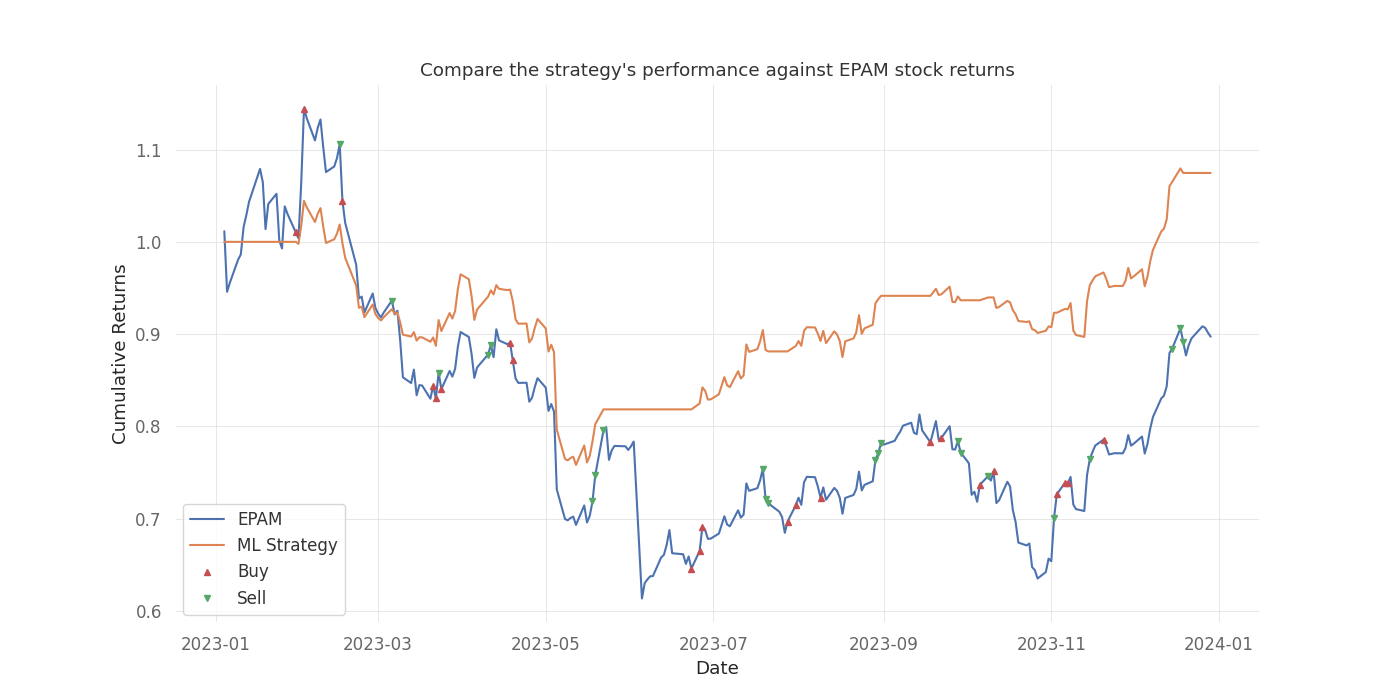 Compare the strategy's performance against EPAM stock returns
Cumulative Returns
1.1
1.0
0.9
0.8
0.7
0.6
EPAM
ML Strategy
Buy
Sell
2023-01 2023-03 2023-05 2023-07 2023-09 2023-11 2024-01
Date